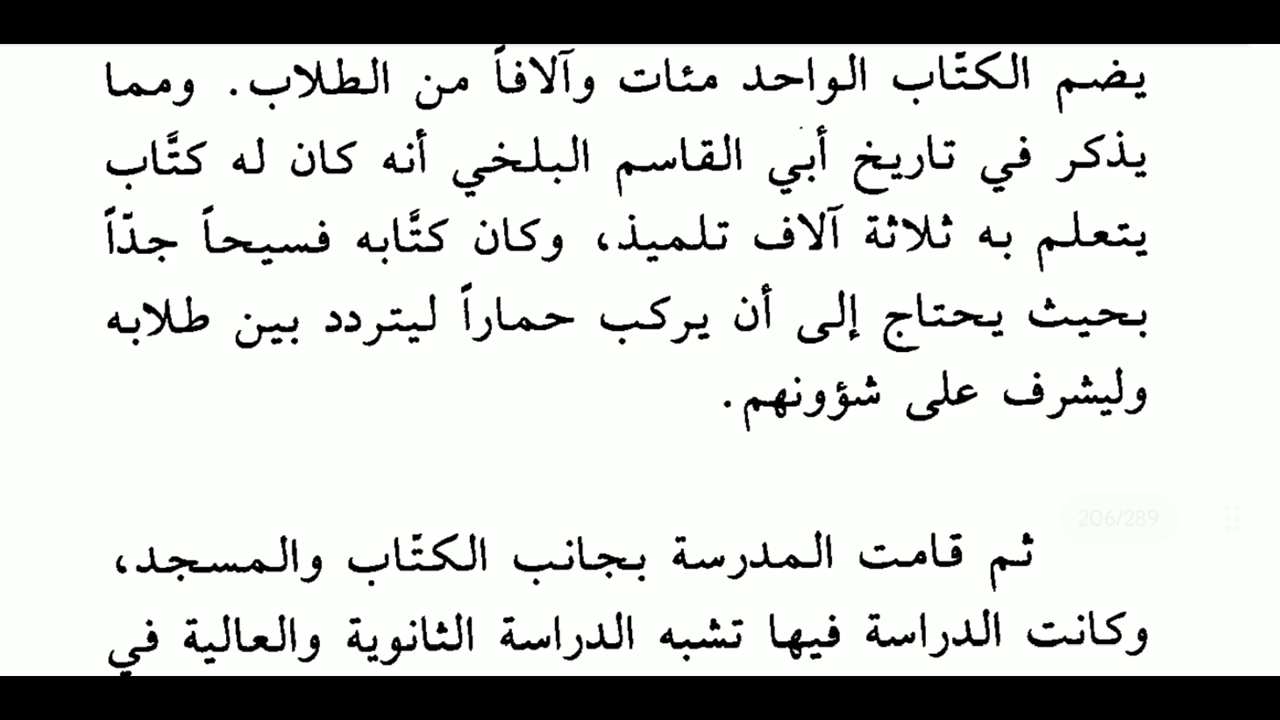 يضم الكتّاب الواحد مئات وآلافاً من الطلاب. ومما
يذكر في تاريخ أبي القاسم البلخي أنه كان له كتَّاب
يتعلم به ثلاثة آلاف تلميذ، وكان كتَّابه فسيحاً جدّاً
بحيث يحتاج إلى أن يركب حماراً ليتردد بين طلابه
وليشرف على شؤونهم.
206/289
ثم قامت المدرسة بجانب الكتّاب والمسجد،
وكانت الدراسة فيها تشبه الدراسة الثانوية والعالية في